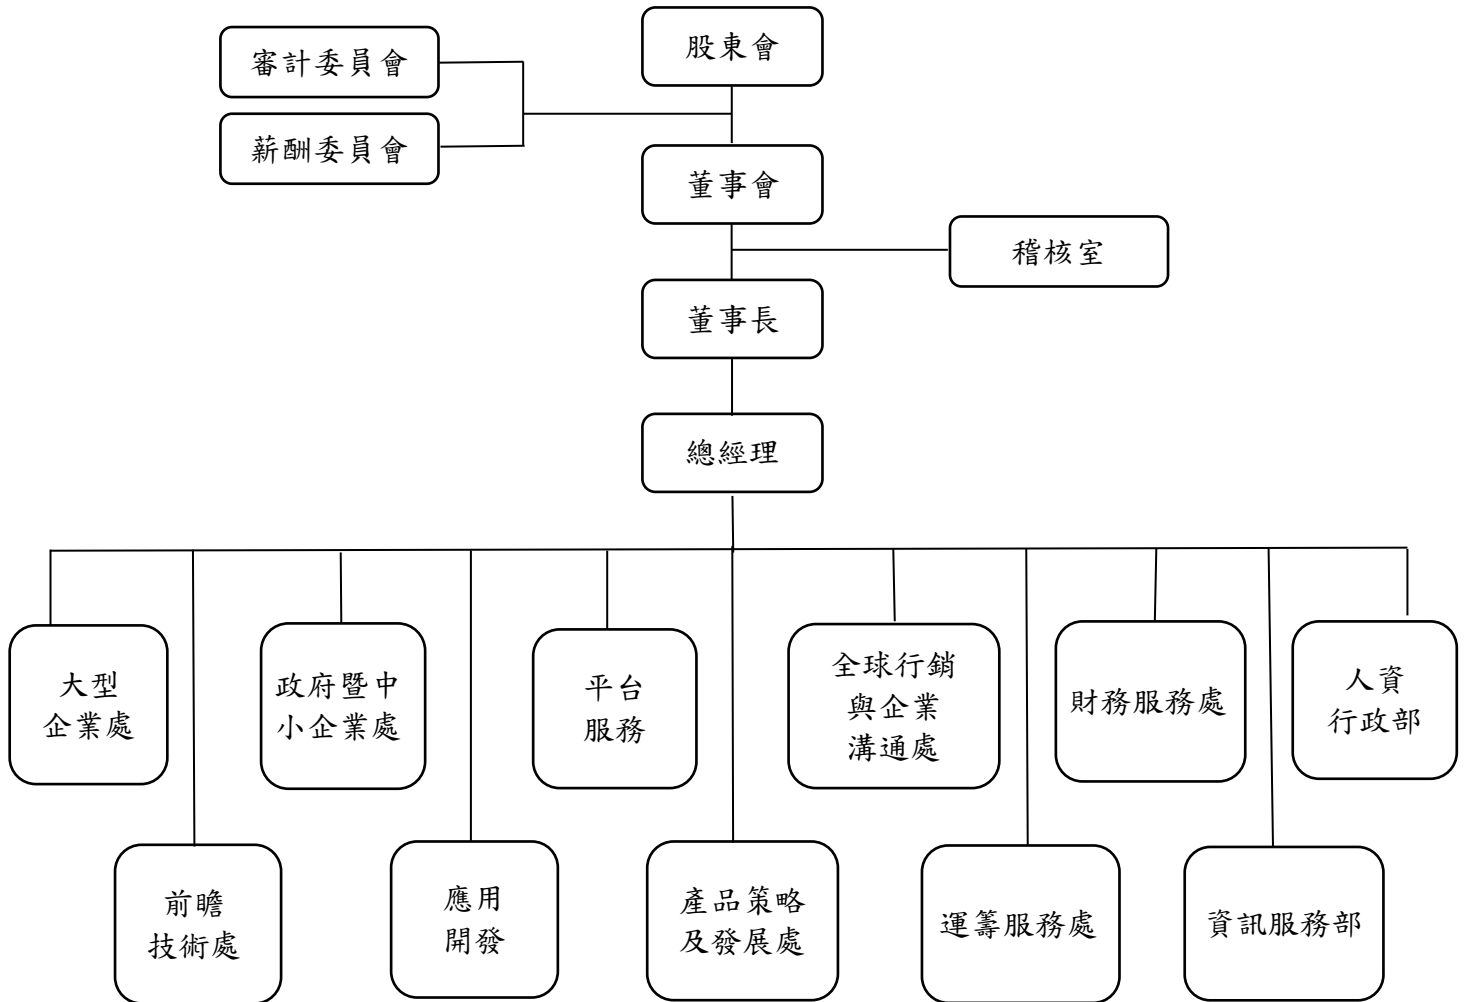 股東會
審計委員會
薪酬委員會
董事會
稽核室
董事長
總經理
大型
企業處
政府暨中
小企業處
平台
服務
全球行銷
與企業
溝通處
財務服務處
人資
行政部
前瞻
技術處
應用
開發
產品策略
及發展處
運籌服務處
資訊服務部